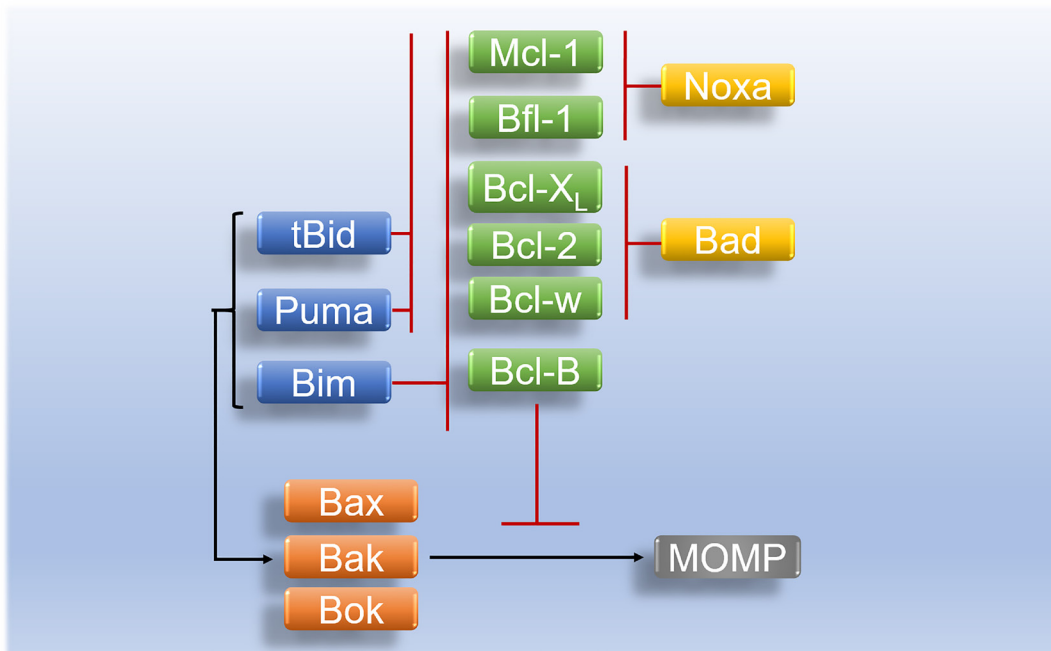 Mcl-1
Noxa
Bfl-1
Bcl-XL
tBid
Bcl-2
Bad
Puma
Bcl-w
Bim
Bcl-B
Bax
Bak
MOMP
Bok